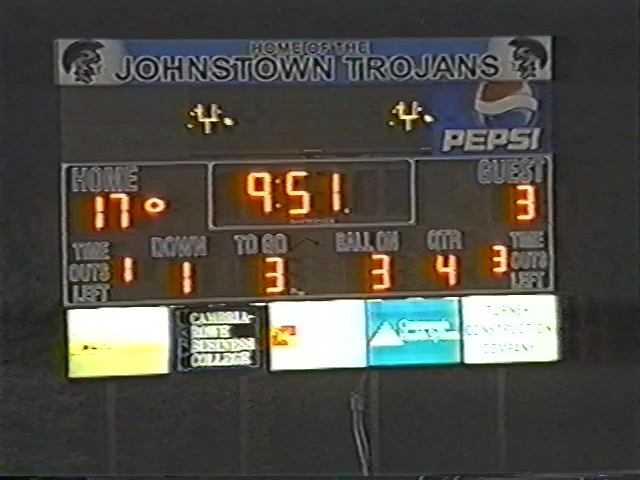 HOME OF THE
JOHNSTOWN TROJANS
PEPSI
HOME GUEST
17 9:51 3
TIME OUTS LEFT 1 DOWN 1 TO GO 3 BALL ON 3 QTR 4 3 TIME OUTS LEFT
CAMBRIA-
ROWE
BUSINESS
COLLEGE
TURNER
CONSTRUCTION
COMPANY